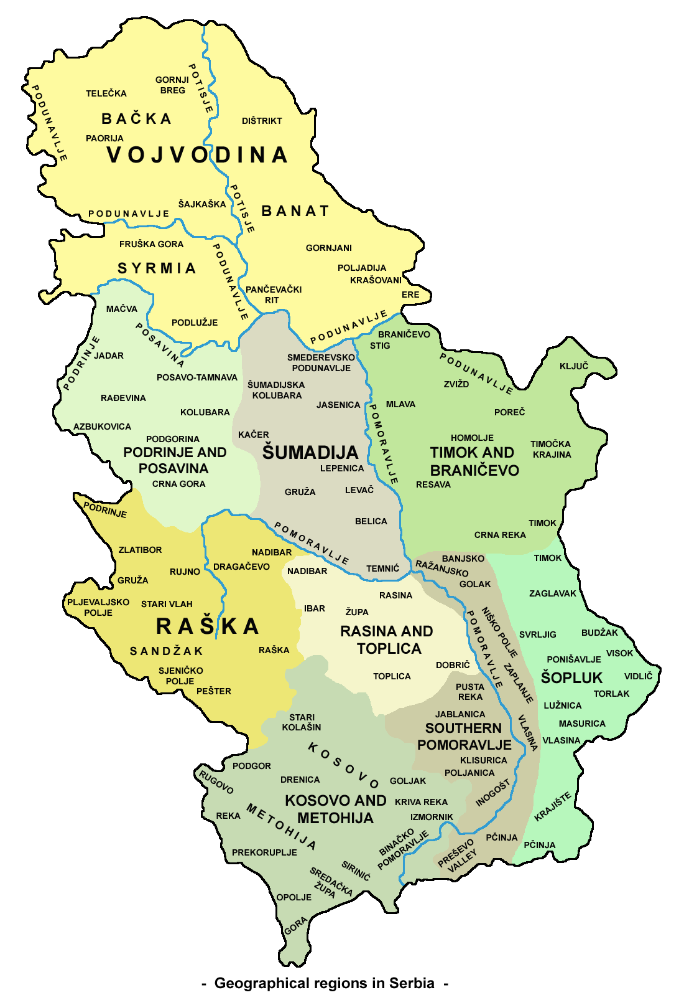 GORNJI
BREG
POTISJE
TELEČKA
PODUNAVLJE
BAČKA
DIŠTRIKT
PAORIJA
VOJVODINA
POTISJE
ŠAJKAŠKA
BANAT
PODUNAVLJE
FRUŠKA GORA
PODUNAVLJE
GORNJANI
SYRMIA
POLJADIJA
KRAŠOVANI
PANČEVAČKI
RIT
ERE
MAČVA
PODLUŽJE
PODUNAVLJE
POSAVINA
BRANIČEVO
STIG
PODRINJE
JADAR
SMEDEREVSKO
PODUNAVLJE
PODUNAVLJE
KLJUČ
POSAVO-TAMNAVA
ŠUMADIJSKA
KOLUBARA
ZVIŽD
RAĐEVINA
JASENICA
MLAVA
POMORAVLJE
KOLUBARA
POREČ
AZBUKOVICA
KAČER
PODGORINA
HOMOLJE
TIMOČKA
KRAJINA
PODRINJE AND
POSAVINA
ŠUMADIJA
TIMOK AND
BRANIČEVO
LEPENICA
CRNA GORA
RESAVA
GRUŽA
LEVAČ
PODRINJE
BELICA
TIMOK
POMORAVLJE
CRNA REKA
ZLATIBOR
NADIBAR
BANJSKO
TIMOK
RUJNO
DRAGAČEVO
NADIBAR
TEMNIĆ
RAŽANJSKO
GRUŽA
GOLAK
RASINA
ZAGLAVAK
PLJEVALJSKO
POLJE
STARI VLAH
IBAR
ŽUPA
NIŠKO POLJE
POMORAVLJE
RAŠKA
RASINA AND
TOPLICA
SVRLJIG
BUDŽAK
SANDŽAK
RAŠKA
VISOK
PONIŠAVLJE
DOBRIČ
ZAPLANJE
SJENIČKO
POLJE
TOPLICA
ŠOPLUK
VIDLIČ
PEŠTER
PUSTA
REKA
TORLAK
LUŽNICA
JABLANICA
STARI
KOLAŠIN
SOUTHERN
POMORAVLJE
VLASINA
MASURICA
VLASINA
KOSOVO
KLISURICA
PODGOR
POLJANICA
RUGOVO
DRENICA
GOLJAK
INOGOŠT
KOSOVO AND
METOHIJA
KRIVA REKA
KRAJIŠTE
REKA
METOHIJA
IZMORNIK
BINAČKO
POMORAVLJE
PČINJA
PČINJA
PREKORUPLJE
PREŠEVO
VALLEY
SIRINIĆ
SREDAČKA
ŽUPA
OPOLJE
GORA
- Geographical regions in Serbia -